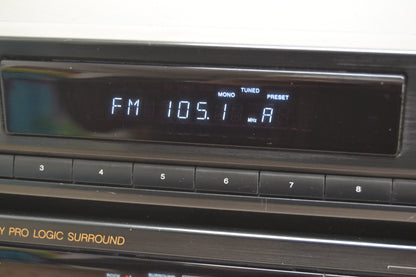 MONO TUNED PRESET
FM 105.1 MHz A
3 4 5 6 7 8
Y PRO LOGIC SURROUND